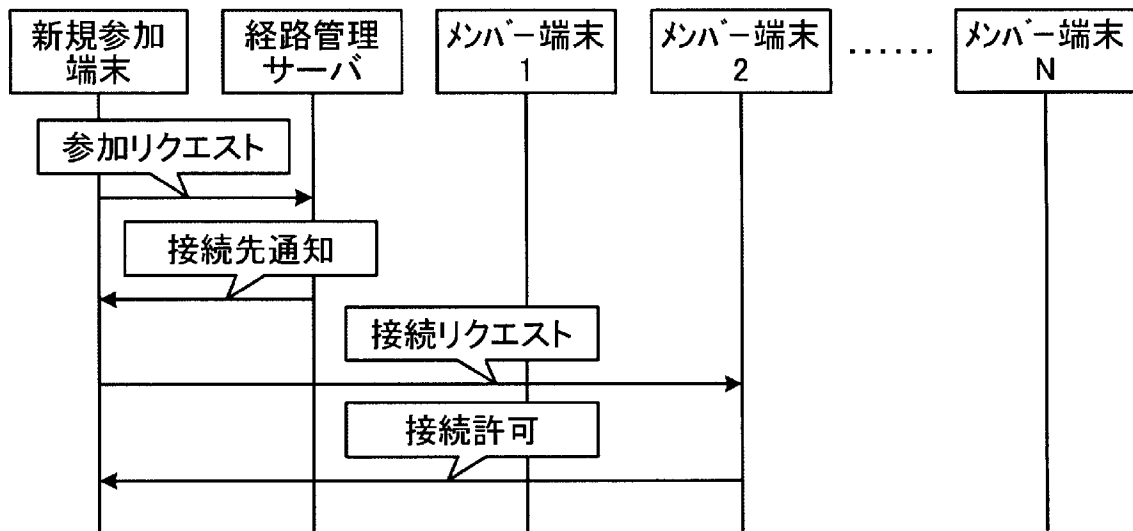 新規参加
端末
経路管理
サーバ
メンバー端末
1
メンバー端末
2
……
メンバー端末
N
参加リクエスト
接続先通知
接続リクエスト
接続許可